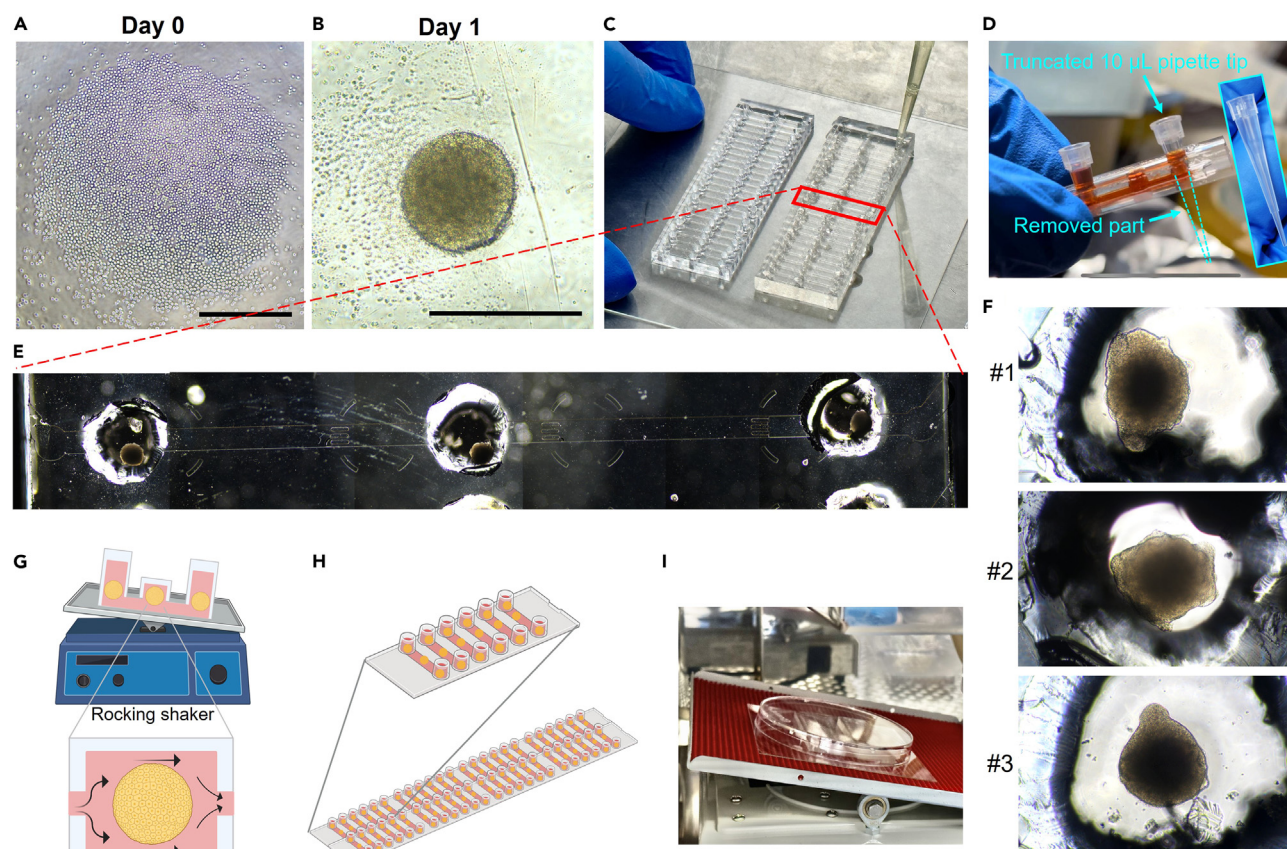 A
Day 0
B
Day 1
C
D
Truncated 10 µL pipette tip
Removed part
E
F
#1
#2
#3
G
Rocking shaker
H
I